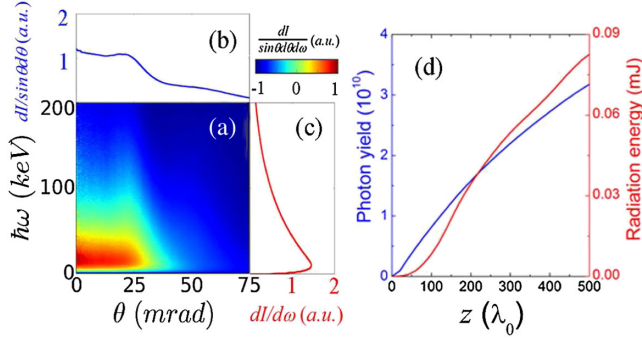 2
1
dI/sinθdθ (a.u.)
(b)
dI
sinθdθdω (a.u.)
-1 0 1
200
100
0
ħω (keV)
(a)
(c)
0 25 50 75
θ (mrad)
1 2
dI/dω (a.u.)
(d)
4
3
2
1
0
Photon yield (10¹⁰)
0.09
0.06
0.03
0.00
Radiation energy (mJ)
0 100 200 300 400 500
z (λ₀)